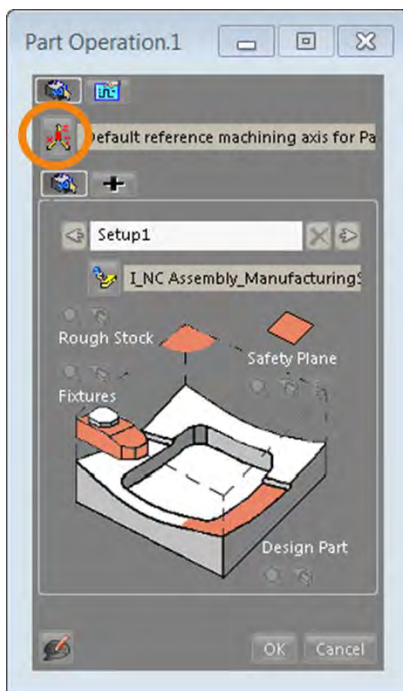 Part Operation.1
Default reference machining axis for Pa
Setup1
I_NC Assembly_ManufacturingS
Rough Stock
Safety Plane
Fixtures
Design Part
OK Cancel